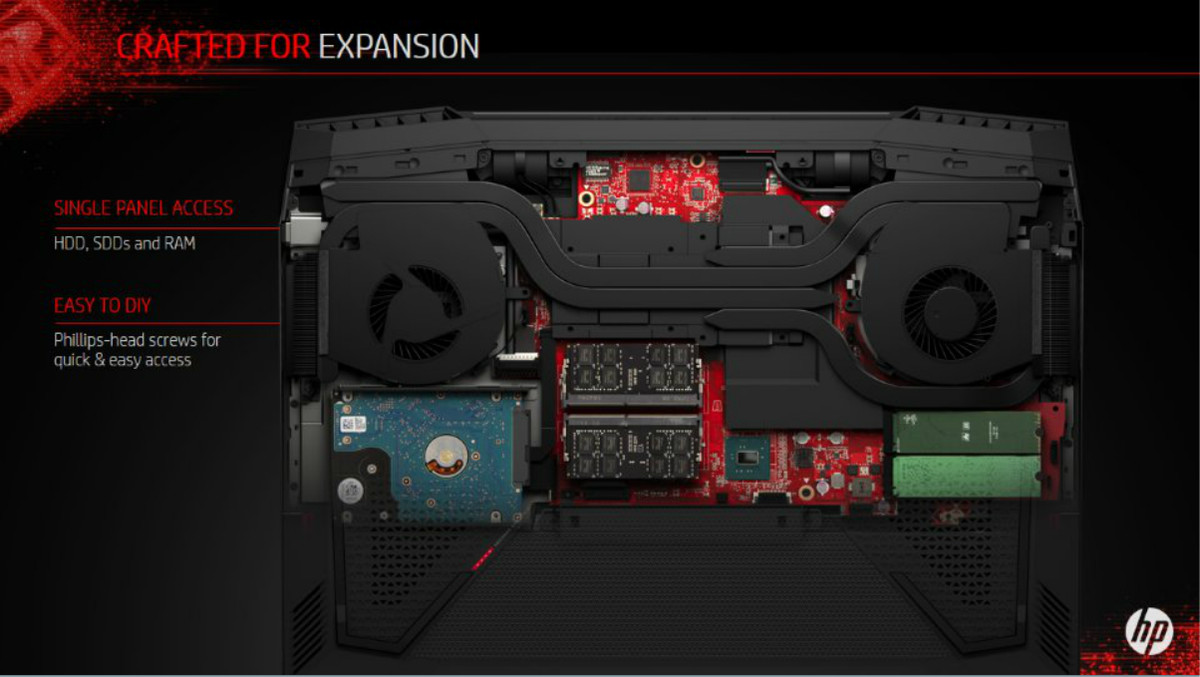 CRAFTED FOR EXPANSION
SINGLE PANEL ACCESS
HDD, SDDs and RAM
EASY TO DIY
Phillips-head screws for
quick & easy access
hp